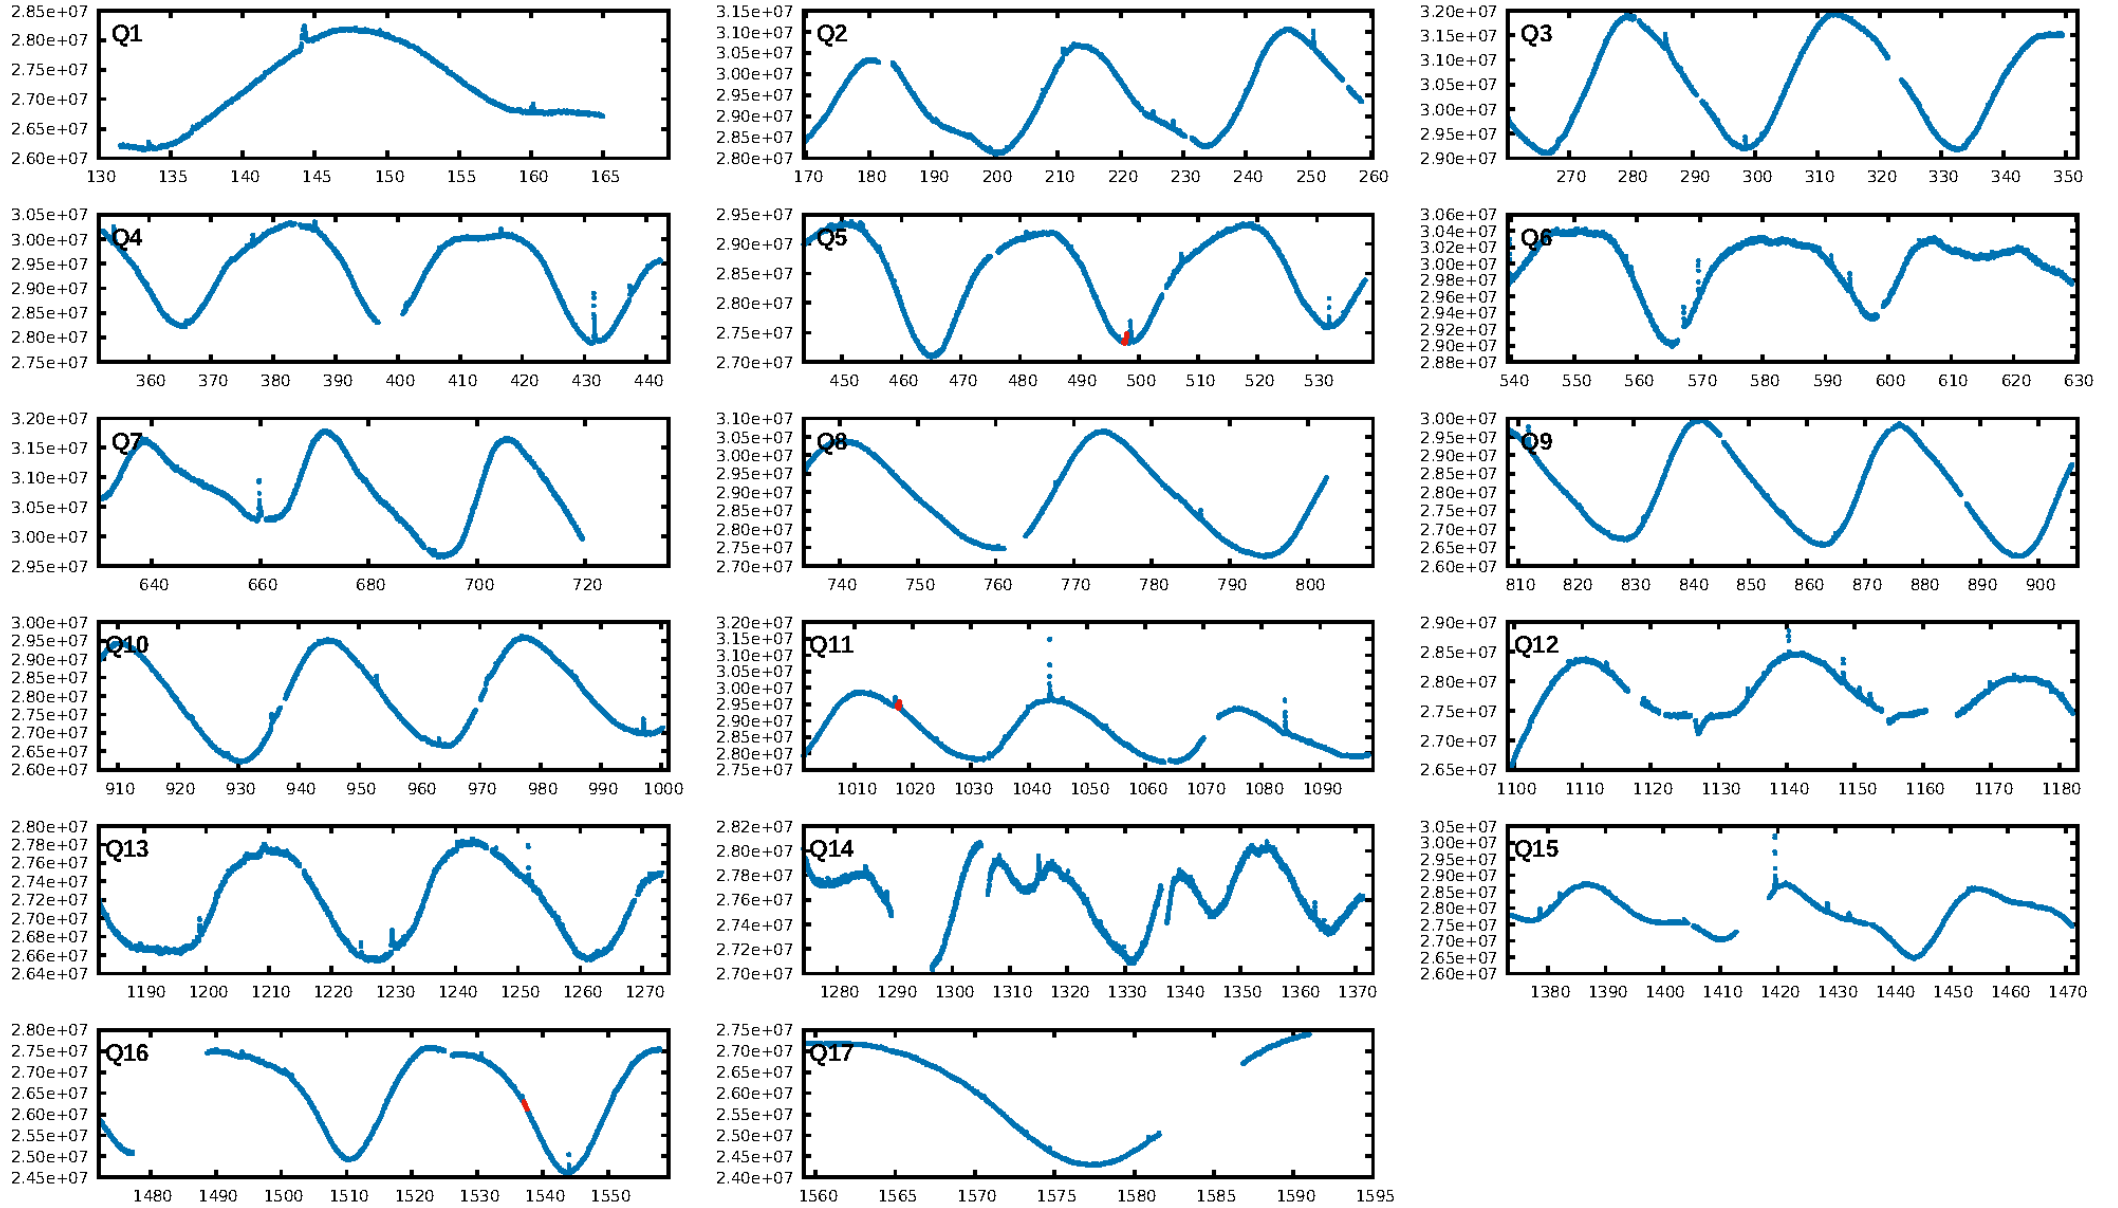 2.85e+07 2.80e+07 2.75e+07 2.70e+07 2.65e+07 2.60e+07
Q1
130 135 140 145 150 155 160 165
3.15e+07 3.10e+07 3.05e+07 3.00e+07 2.95e+07 2.90e+07 2.85e+07 2.80e+07
Q2
170 180 190 200 210 220 230 240 250 260
3.20e+07 3.15e+07 3.10e+07 3.05e+07 3.00e+07 2.95e+07 2.90e+07
Q3
270 280 290 300 310 320 330 340 350
3.05e+07 3.00e+07 2.95e+07 2.90e+07 2.85e+07 2.80e+07 2.75e+07
Q4
360 370 380 390 400 410 420 430 440
2.95e+07 2.90e+07 2.85e+07 2.80e+07 2.75e+07 2.70e+07
Q5
450 460 470 480 490 500 510 520 530
3.06e+07 3.04e+07 3.02e+07 3.00e+07 2.98e+07 2.96e+07 2.94e+07 2.92e+07 2.90e+07 2.88e+07
Q6
540 550 560 570 580 590 600 610 620 630
3.20e+07 3.15e+07 3.10e+07 3.05e+07 3.00e+07 2.95e+07
Q7
640 660 680 700 720
3.10e+07 3.05e+07 3.00e+07 2.95e+07 2.90e+07 2.85e+07 2.80e+07 2.75e+07 2.70e+07
Q8
740 750 760 770 780 790 800
3.00e+07 2.95e+07 2.90e+07 2.85e+07 2.80e+07 2.75e+07 2.70e+07 2.65e+07 2.60e+07
Q9
810 820 830 840 850 860 870 880 890 900
3.00e+07 2.95e+07 2.90e+07 2.85e+07 2.80e+07 2.75e+07 2.70e+07 2.65e+07 2.60e+07
Q10
910 920 930 940 950 960 970 980 990 1000
3.20e+07 3.15e+07 3.10e+07 3.05e+07 3.00e+07 2.95e+07 2.90e+07 2.85e+07 2.80e+07 2.75e+07
Q11
1010 1020 1030 1040 1050 1060 1070 1080 1090
2.90e+07 2.85e+07 2.80e+07 2.75e+07 2.70e+07 2.65e+07
Q12
1100 1110 1120 1130 1140 1150 1160 1170 1180
2.80e+07 2.78e+07 2.76e+07 2.74e+07 2.72e+07 2.70e+07 2.68e+07 2.66e+07 2.64e+07
Q13
1190 1200 1210 1220 1230 1240 1250 1260 1270
2.82e+07 2.80e+07 2.78e+07 2.76e+07 2.74e+07 2.72e+07 2.70e+07
Q14
1280 1290 1300 1310 1320 1330 1340 1350 1360 1370
3.05e+07 3.00e+07 2.95e+07 2.90e+07 2.85e+07 2.80e+07 2.75e+07 2.70e+07 2.65e+07 2.60e+07
Q15
1380 1390 1400 1410 1420 1430 1440 1450 1460 1470
2.80e+07 2.75e+07 2.70e+07 2.65e+07 2.60e+07 2.55e+07 2.50e+07 2.45e+07
Q16
1480 1490 1500 1510 1520 1530 1540 1550
2.75e+07 2.70e+07 2.65e+07 2.60e+07 2.55e+07 2.50e+07 2.45e+07 2.40e+07
Q17
1560 1565 1570 1575 1580 1585 1590 1595